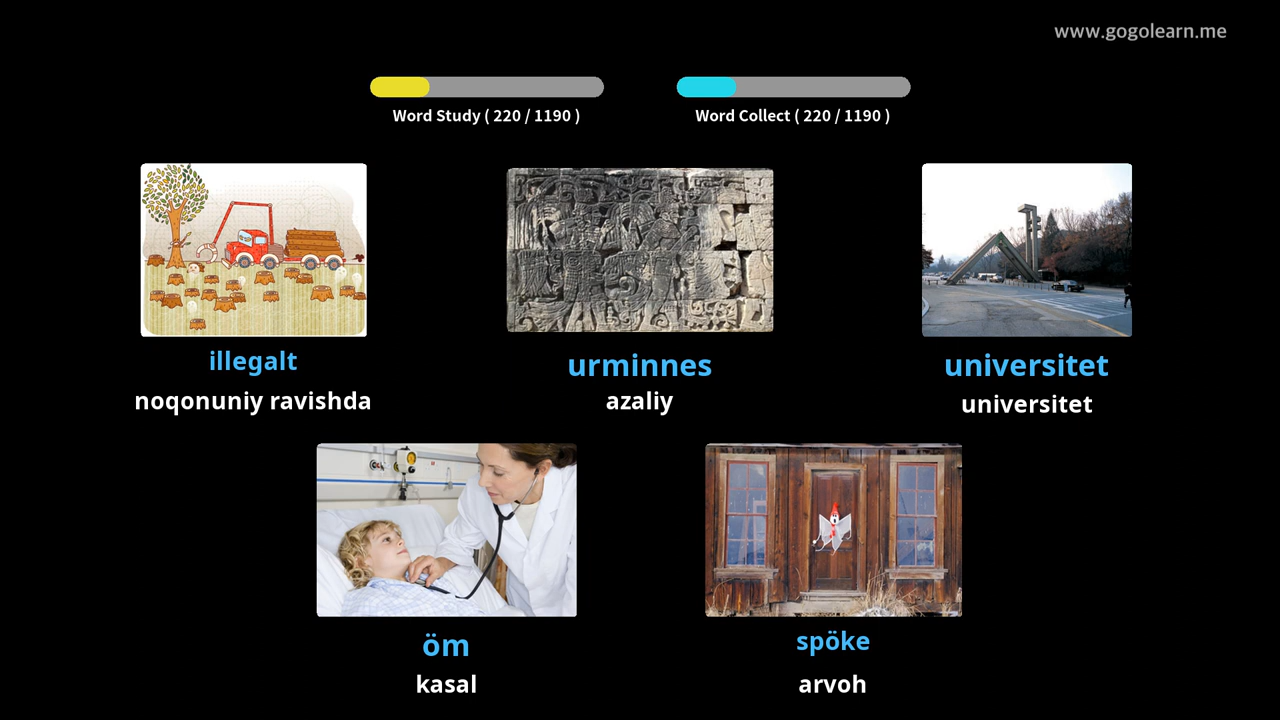 www.gogolearn.me
Word Study ( 220 / 1190 )
Word Collect ( 220 / 1190 )
illegalt
noqonuniy ravishda
urminnes
azaliy
universitet
universitet
öm
kasal
spöke
arvoh